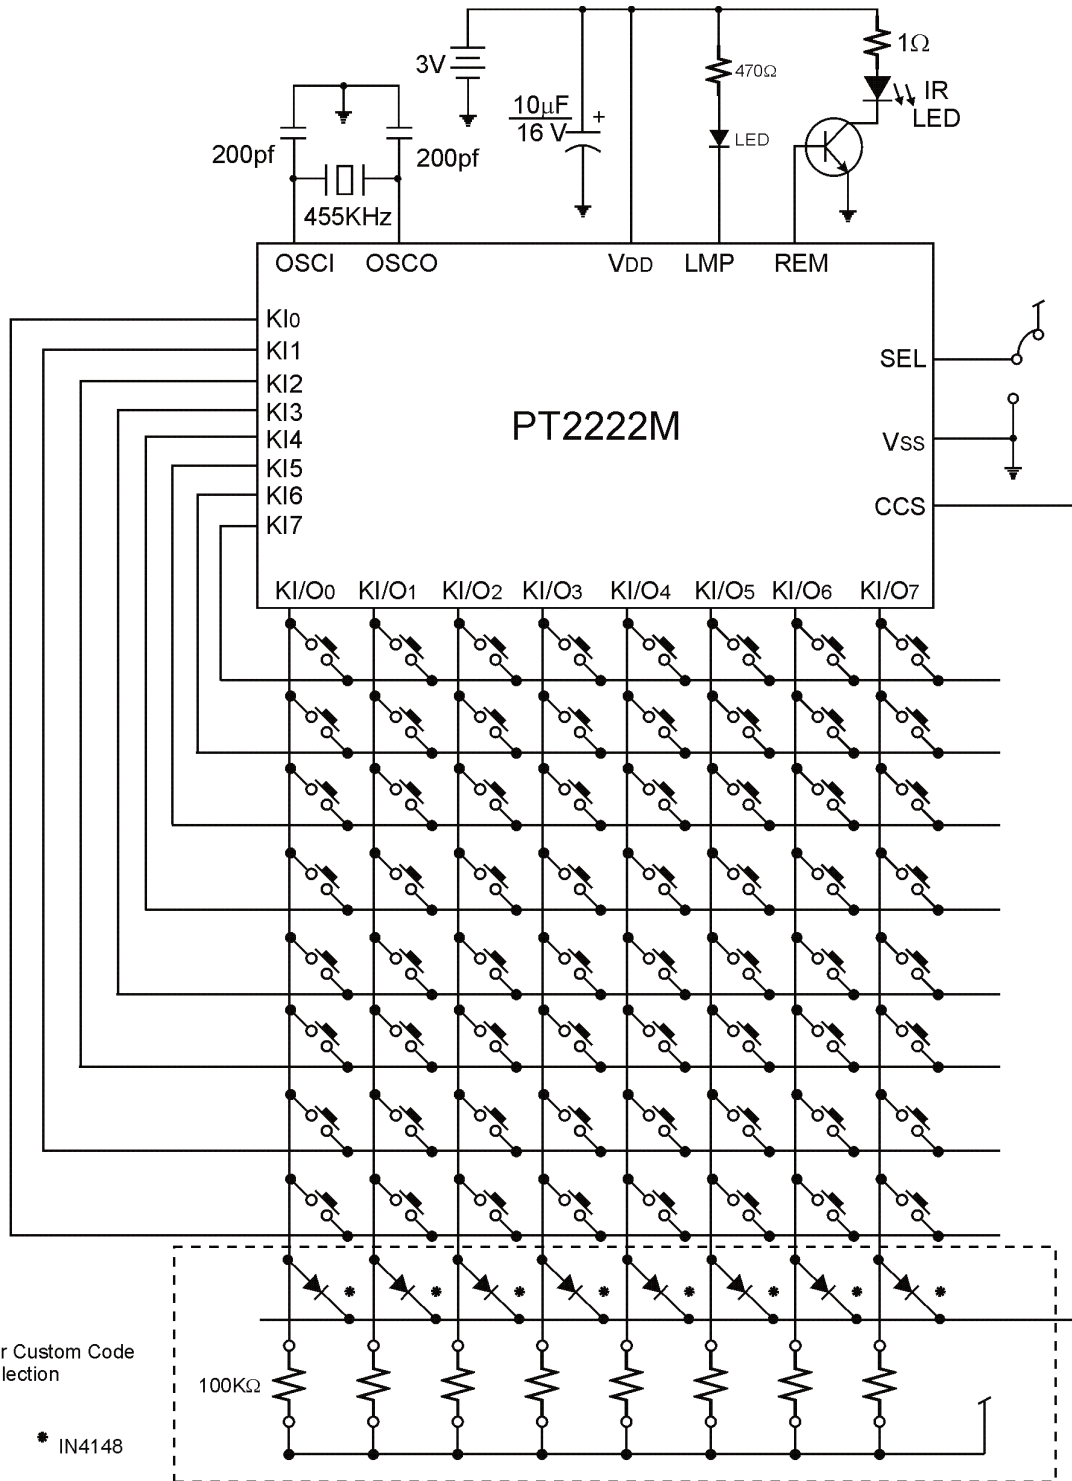 1Ω
3V
470Ω
IR
LED
10µF
16 V
+
LED
200pf
200pf
455KHz
OSCI
OSCO
VDD
LMP
REM
KI0
KI1
SEL
KI2
KI3
PT2222M
KI4
VSS
KI5
KI6
CCS
KI7
KI/O0
KI/O1
KI/O2
KI/O3
KI/O4
KI/O5
KI/O6
KI/O7
* * * * * * * *
r Custom Code
lection
100KΩ
* IN4148